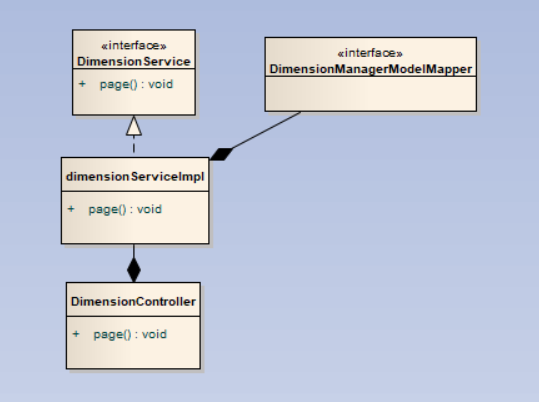 «interface»
DimensionService
+ page() : void
«interface»
DimensionManagerModelMapper
dimensionServiceImpl
+ page() : void
DimensionController
+ page() : void